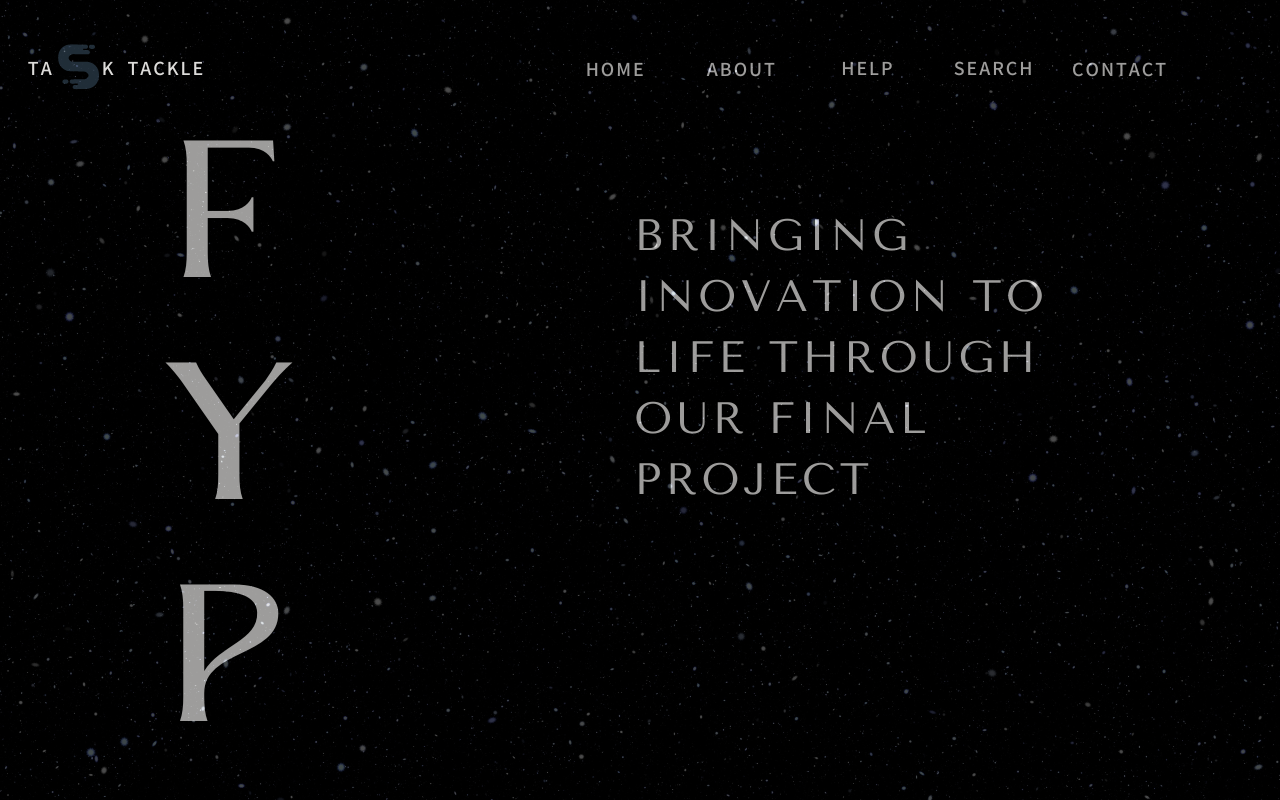 TASK TACKLE
HOME ABOUT HELP SEARCH CONTACT
F
Y
P
BRINGING
INOVATION TO
LIFE THROUGH
OUR FINAL
PROJECT